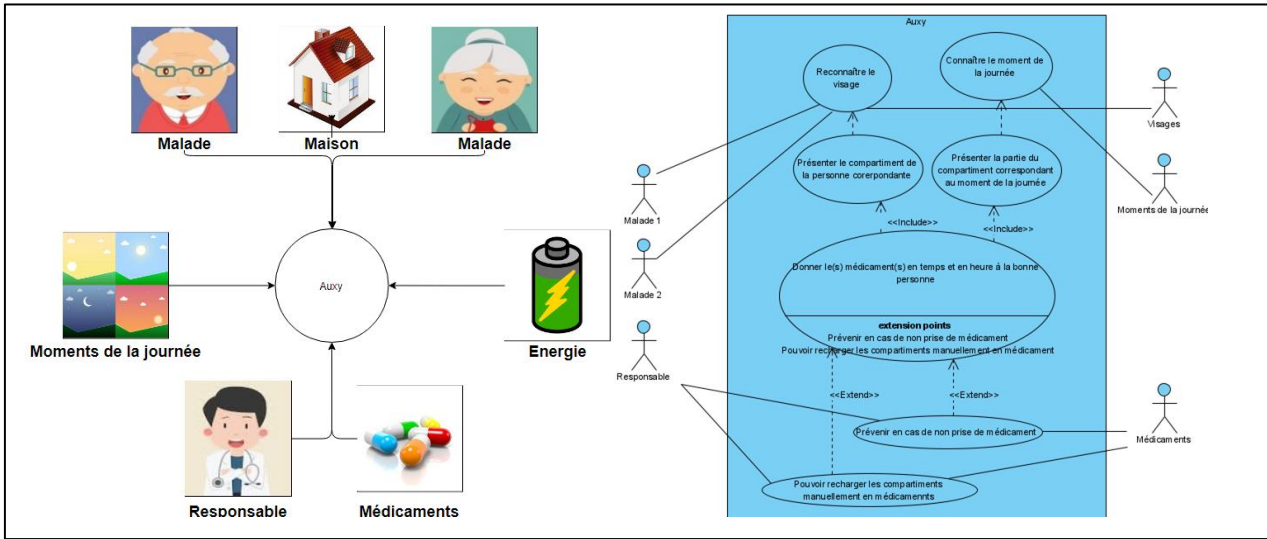 Malade
Maison
Malade
Auxy
Moments de la journée
Energie
Responsable
Médicaments
Auxy
Reconnaître le
visage
Connaître le moment de
la journée
Visages
Présenter le compartiment de
la personne corerpondante
Présenter la partie du
compartiment correspondant
au moment de la journée
Malade 1
Moments de la journée
<<Include>>
<<Include>>
Donner le(s) médicament(s) en temps et en heure à la bonne
personne
Malade 2
extension points
Prévenir en cas de non prise de médicament
Pouvoir recharger les compartiments manuellement en médicament
Responsable
<<Extend>>
<<Extend>>
Prévenir en cas de non prise de médicament
Médicaments
Pouvoir recharger les compartiments
manuellement en médicamennts